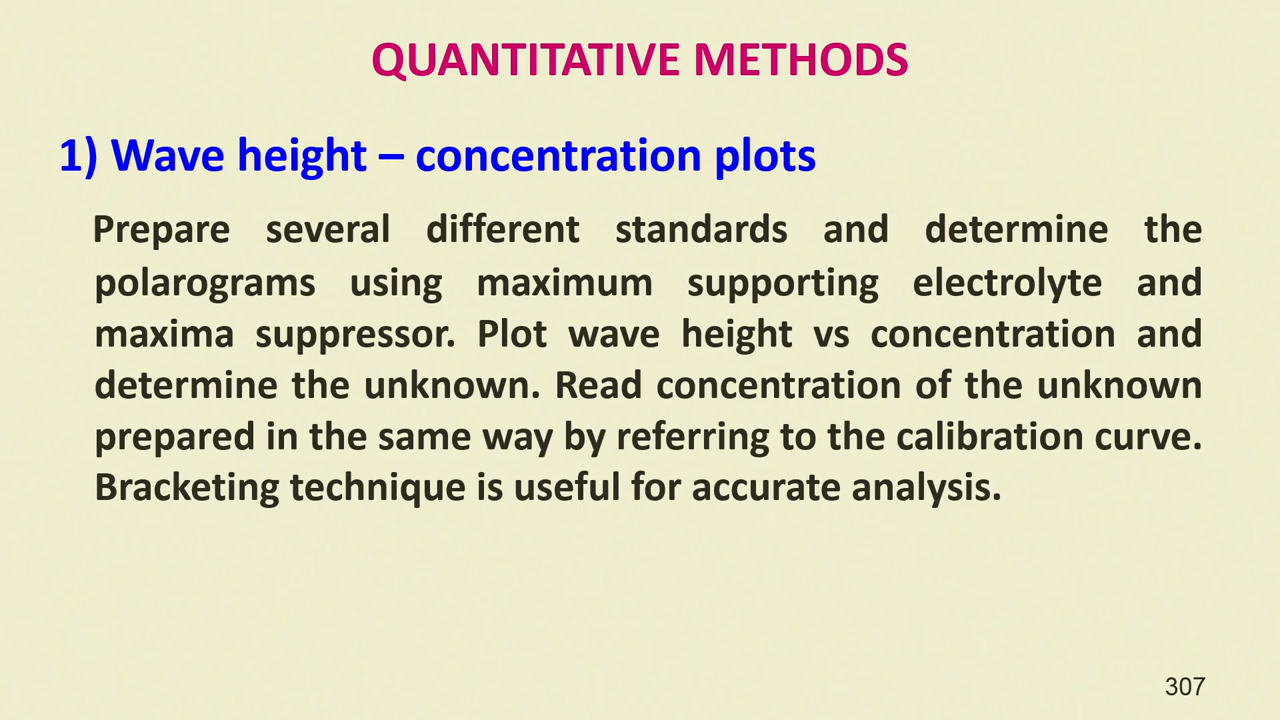 QUANTITATIVE METHODS
1) Wave height – concentration plots
Prepare several different standards and determine the
polarograms using maximum supporting electrolyte and
maxima suppressor. Plot wave height vs concentration and
determine the unknown. Read concentration of the unknown
prepared in the same way by referring to the calibration curve.
Bracketing technique is useful for accurate analysis.
307